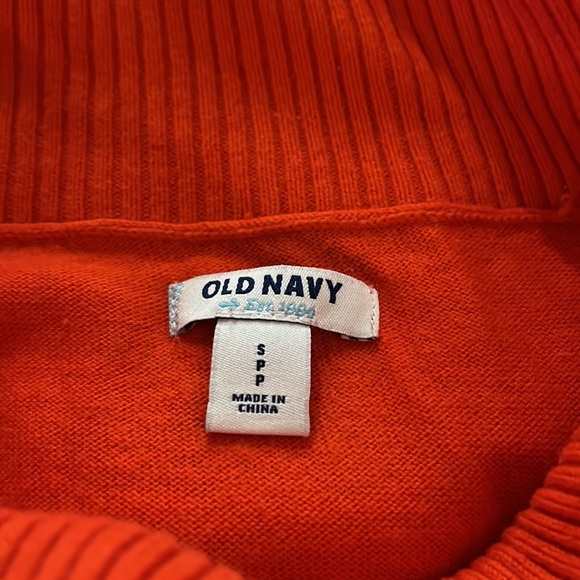 OLD NAVY
Est. 1994
S
P
P
MADE IN
CHINA